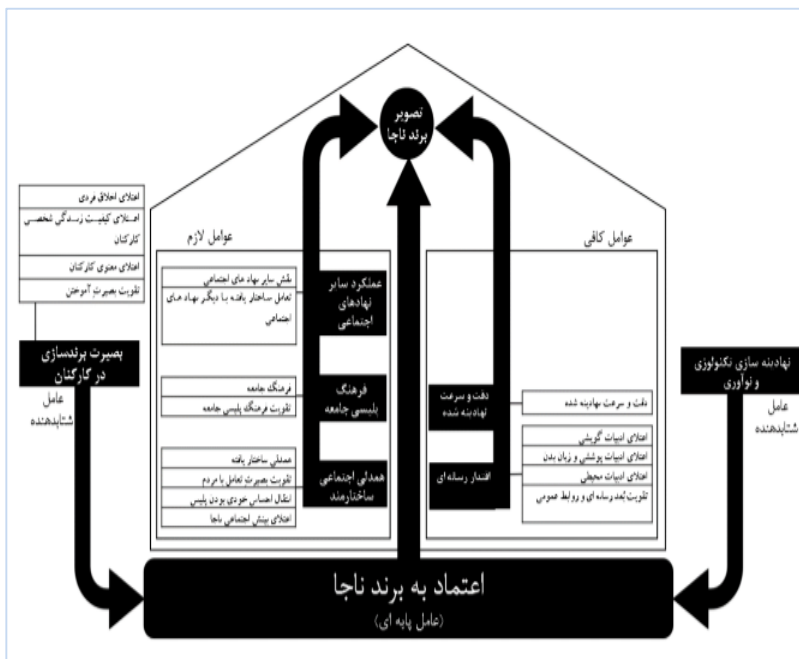 تصویر
برند ناجا
عوامل کافی
عوامل لازم
اعتلای اخلاق فردی
اعتلای کیفیت زندگی شخصی
کارکنان
اعتلای معنوی کارکنان
تقویت بصیرتِ آموختن
بصیرت برندسازی
در کارکنان
عامل
شتابدهنده
نقش سایر نهاد های اجتماعی
تعامل ساختار یافته با دیگر نهاد های
اجتماعی
عملکرد سایر
نهادهای
اجتماعی
فرهنگ جامعه
تقویت فرهنگ پلیسی جامعه
فرهنگ
پلیسی جامعه
همدلی ساختار یافته
تقویت بصیرتِ تعامل با مردم
انتقال احساس خودی بودن پلیس
اعتلای بینش اجتماعی ناجا
همدلی اجتماعی
ساختارمند
دقت و سرعت
نهادینه شده
دقت و سرعت نهادینه شده
اقتدار رسانه ای
اعتلای ادبیات گویشی
اعتلای ادبیات پوششی و زبان بدن
اعتلای ادبیات محیطی
تقویت بُعد رسانه ای و روابط عمومی
نهادینه سازی تکنولوژی
و نوآوری
عامل
شتابدهنده
اعتماد به برند ناجا
(عامل پایه ای)